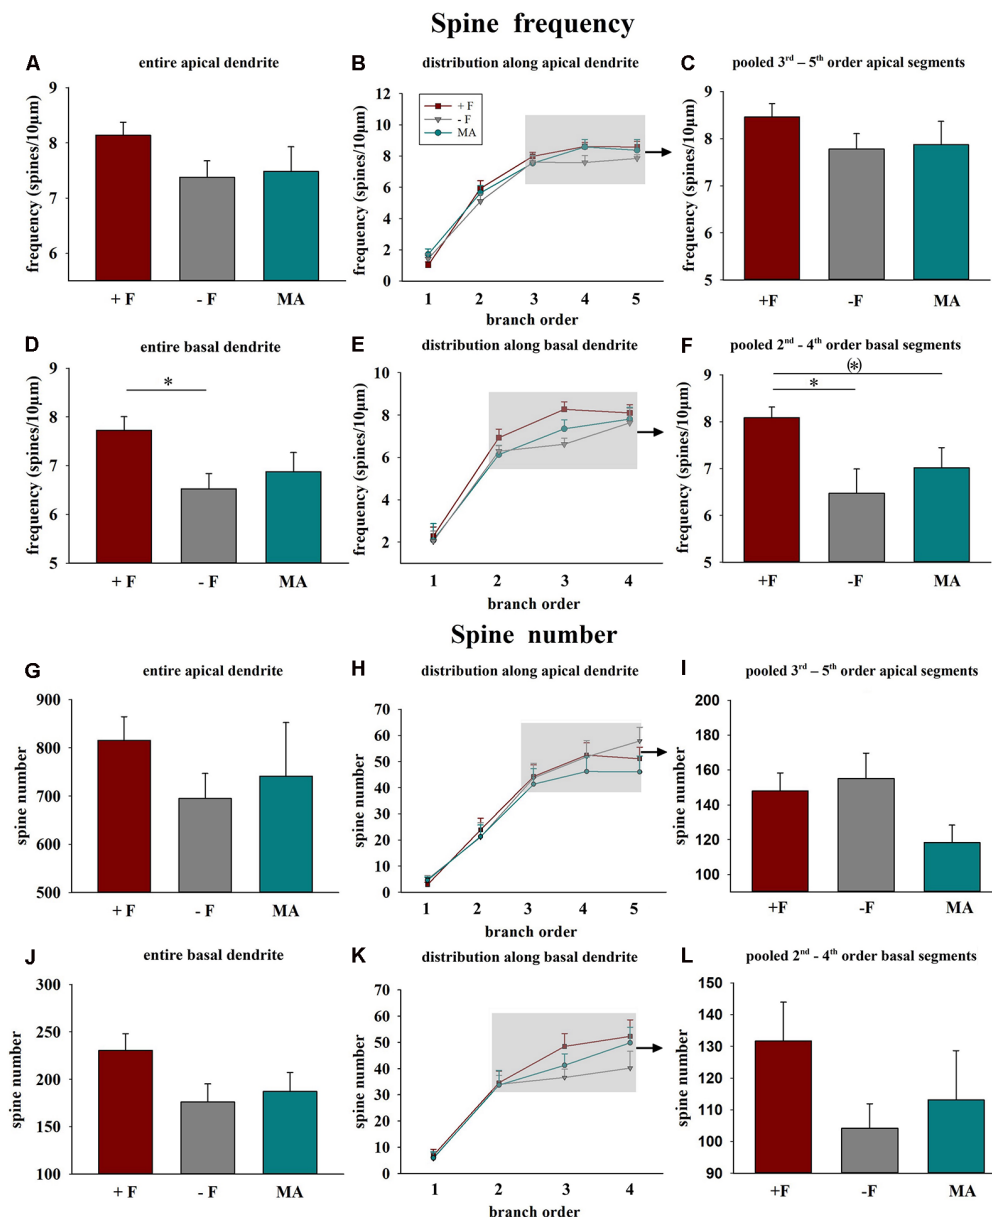 Spine frequency
A
entire apical dendrite
frequency (spines/10μm)
9
8
7
6
+ F
- F
MA
B
distribution along apical dendrite
frequency (spines/10μm)
12
10
8
6
4
2
0
+ F
- F
MA
1 2 3 4 5
branch order
C
pooled 3rd – 5th order apical segments
frequency (spines/10μm)
9
8
7
6
5
+F
-F
MA
D
entire basal dendrite
frequency (spines/10μm)
9
8
7
6
5
*
+ F
- F
MA
E
distribution along basal dendrite
frequency (spines/10μm)
10
8
6
4
2
1 2 3 4
branch order
F
pooled 2nd - 4th order basal segments
frequency (spines/10μm)
9
8
7
6
5
(*)
*
+F
-F
MA
Spine number
G
entire apical dendrite
spine number
900
800
700
600
500
+ F
- F
MA
H
distribution along apical dendrite
spine number
70
60
50
40
30
20
10
0
1 2 3 4 5
branch order
I
pooled 3rd – 5th order apical segments
spine number
200
180
160
140
120
100
+F
-F
MA
J
entire basal dendrite
spine number
300
250
200
150
100
+ F
- F
MA
K
distribution along basal dendrite
spine number
70
60
50
40
30
20
10
0
1 2 3 4
branch order
L
pooled 2nd - 4th order basal segments
spine number
150
140
130
120
110
100
90
+F
-F
MA